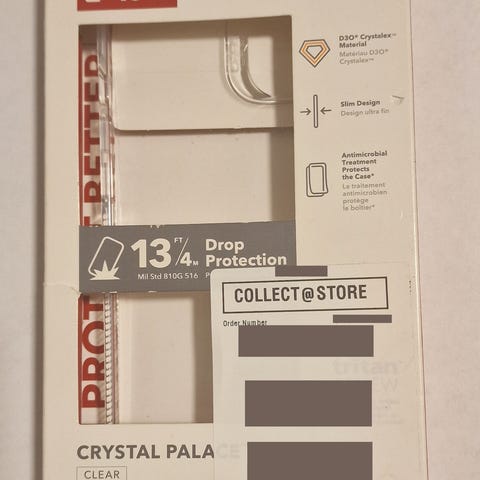 D3O® Crystalex™
Material
Matériau D3O®
Crystalex™
Slim Design
Design ultra fin
Antimicrobial
Treatment
Protects
the Case*
Le traitement
antimicrobien
protège
le boîtier*
13 FT/4 M Drop
Protection
Mil Std 810G 516
COLLECT@STORE
Order Number
tritan
CRYSTAL PALACE
CLEAR